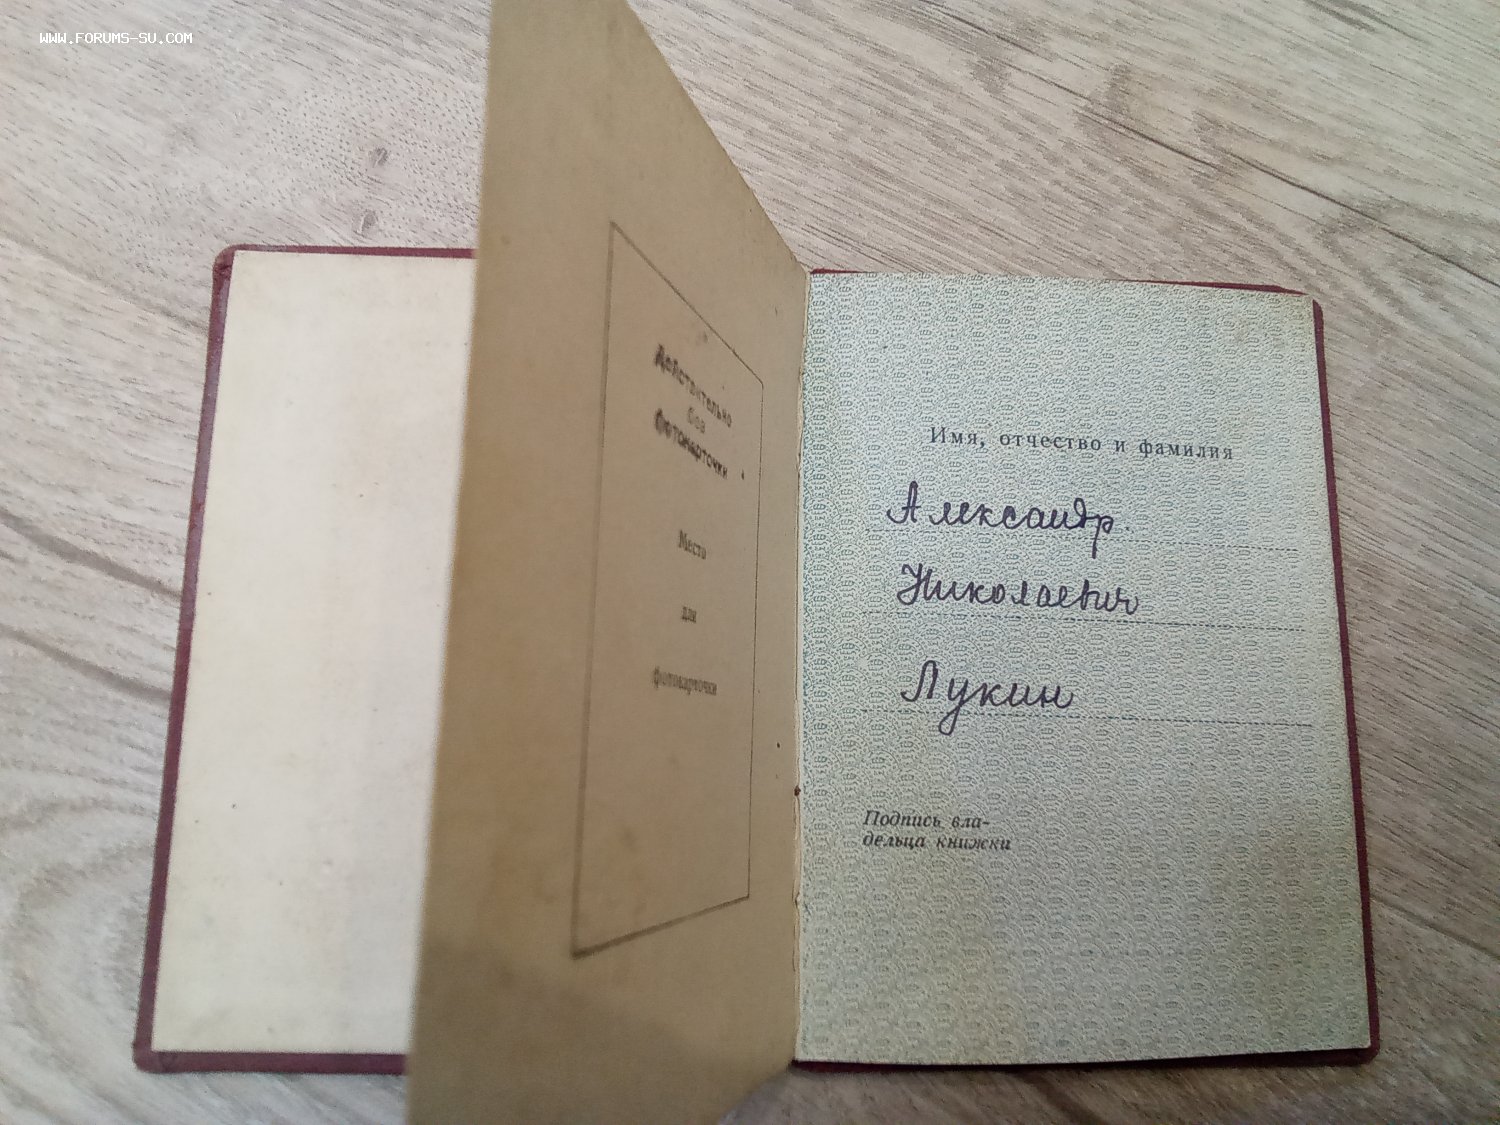 WWW.FORUMS-SU.COM
Действительно
без
фотокарточки
Место
для
фотокарточки
Имя, отчество и фамилия
Александр
Николаевич
Лукин
Подпись вла-
дельца книжки